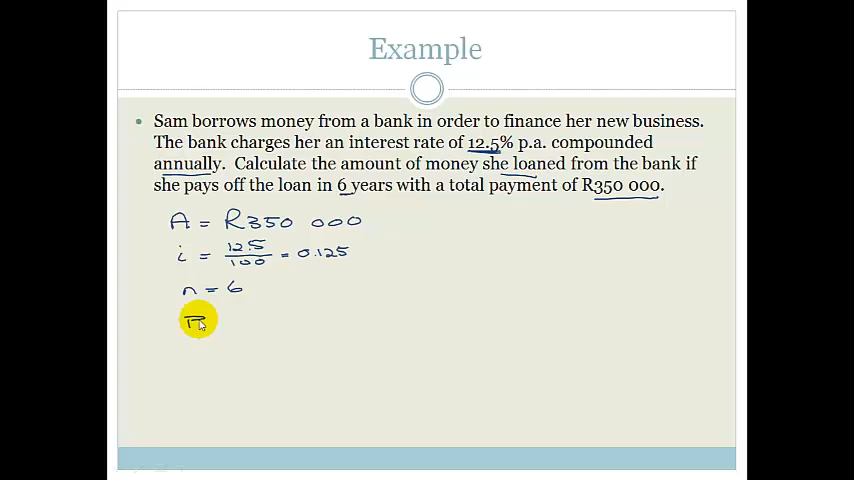 Example
• Sam borrows money from a bank in order to finance her new business.
The bank charges her an interest rate of 12.5% p.a. compounded
annually. Calculate the amount of money she loaned from the bank if
she pays off the loan in 6 years with a total payment of R350 000.
A = R350 000
i = 12.5/100 = 0.125
n = 6